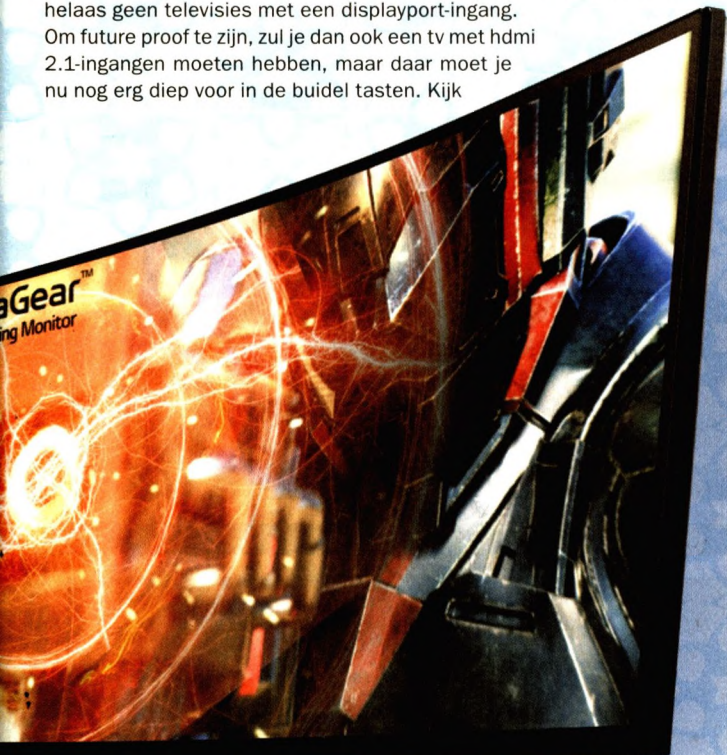 helaas geen televisies met een displayport-ingang.
Om future proof te zijn, zul je dan ook een tv met hdmi
2.1-ingangen moeten hebben, maar daar moet je
nu nog erg diep voor in de buidel tasten. Kijk
aGear™
ing Monitor